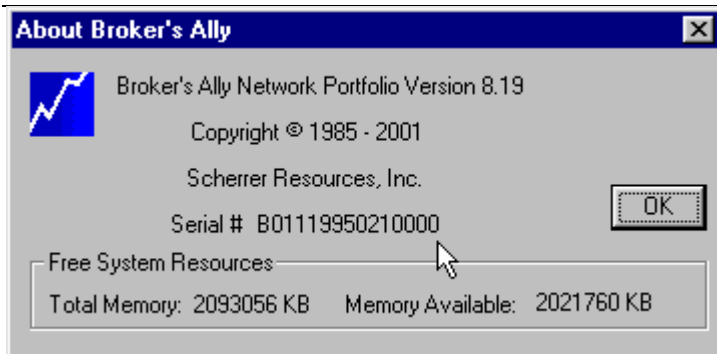 About Broker's Ally
Broker's Ally Network Portfolio Version 8.19
Copyright © 1985 - 2001
Scherrer Resources, Inc.
OK
Serial # B01119950210000
Free System Resources
Total Memory: 2093056 KB Memory Available: 2021760 KB